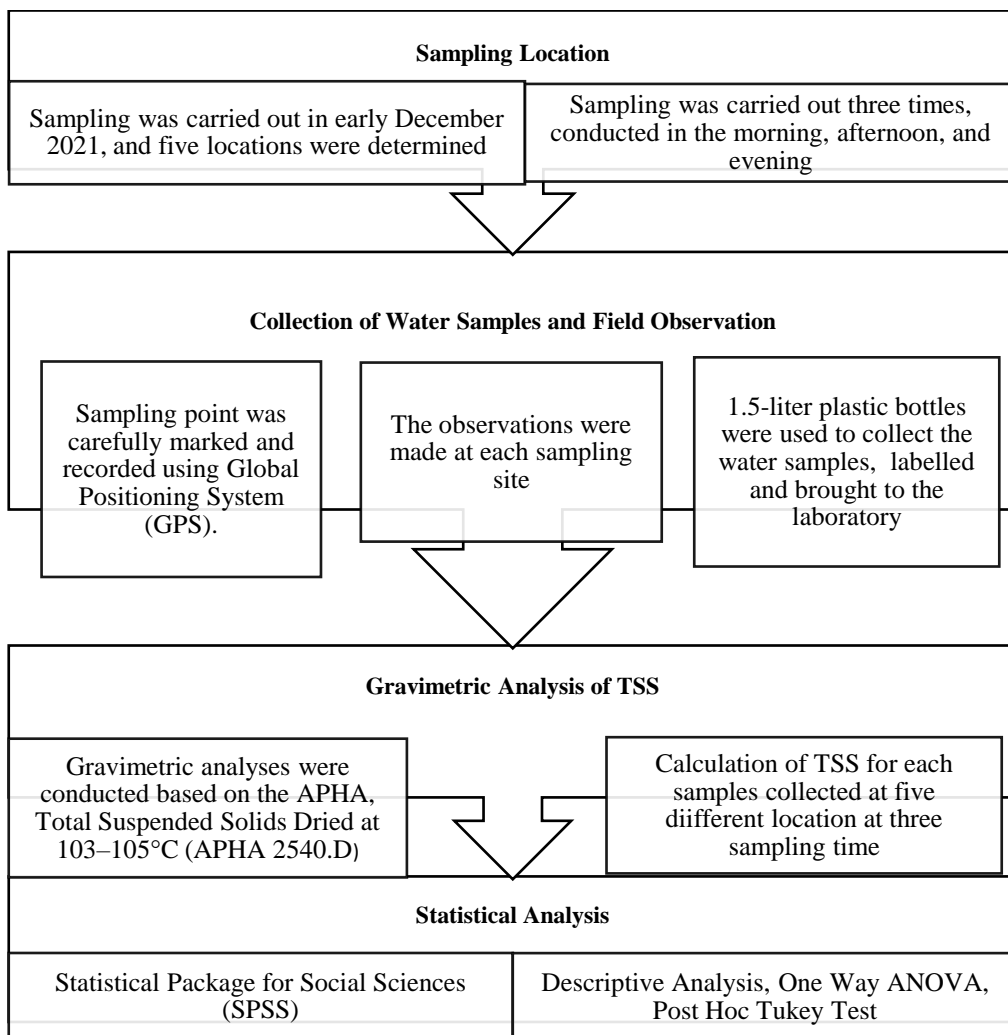 Sampling Location
Sampling was carried out in early December
2021, and five locations were determined
Sampling was carried out three times,
conducted in the morning, afternoon, and
evening
Collection of Water Samples and Field Observation
Sampling point was
carefully marked and
recorded using Global
Positioning System
(GPS).
The observations were
made at each sampling
site
1.5-liter plastic bottles
were used to collect the
water samples,  labelled
and brought to the
laboratory
Gravimetric Analysis of TSS
Gravimetric analyses were
conducted based on the APHA,
Total Suspended Solids Dried at
103–105°C (APHA 2540.D)
Calculation of TSS for each
samples collected at five
diifferent location at three
sampling time
Statistical Analysis
Statistical Package for Social Sciences
(SPSS)
Descriptive Analysis, One Way ANOVA,
Post Hoc Tukey Test